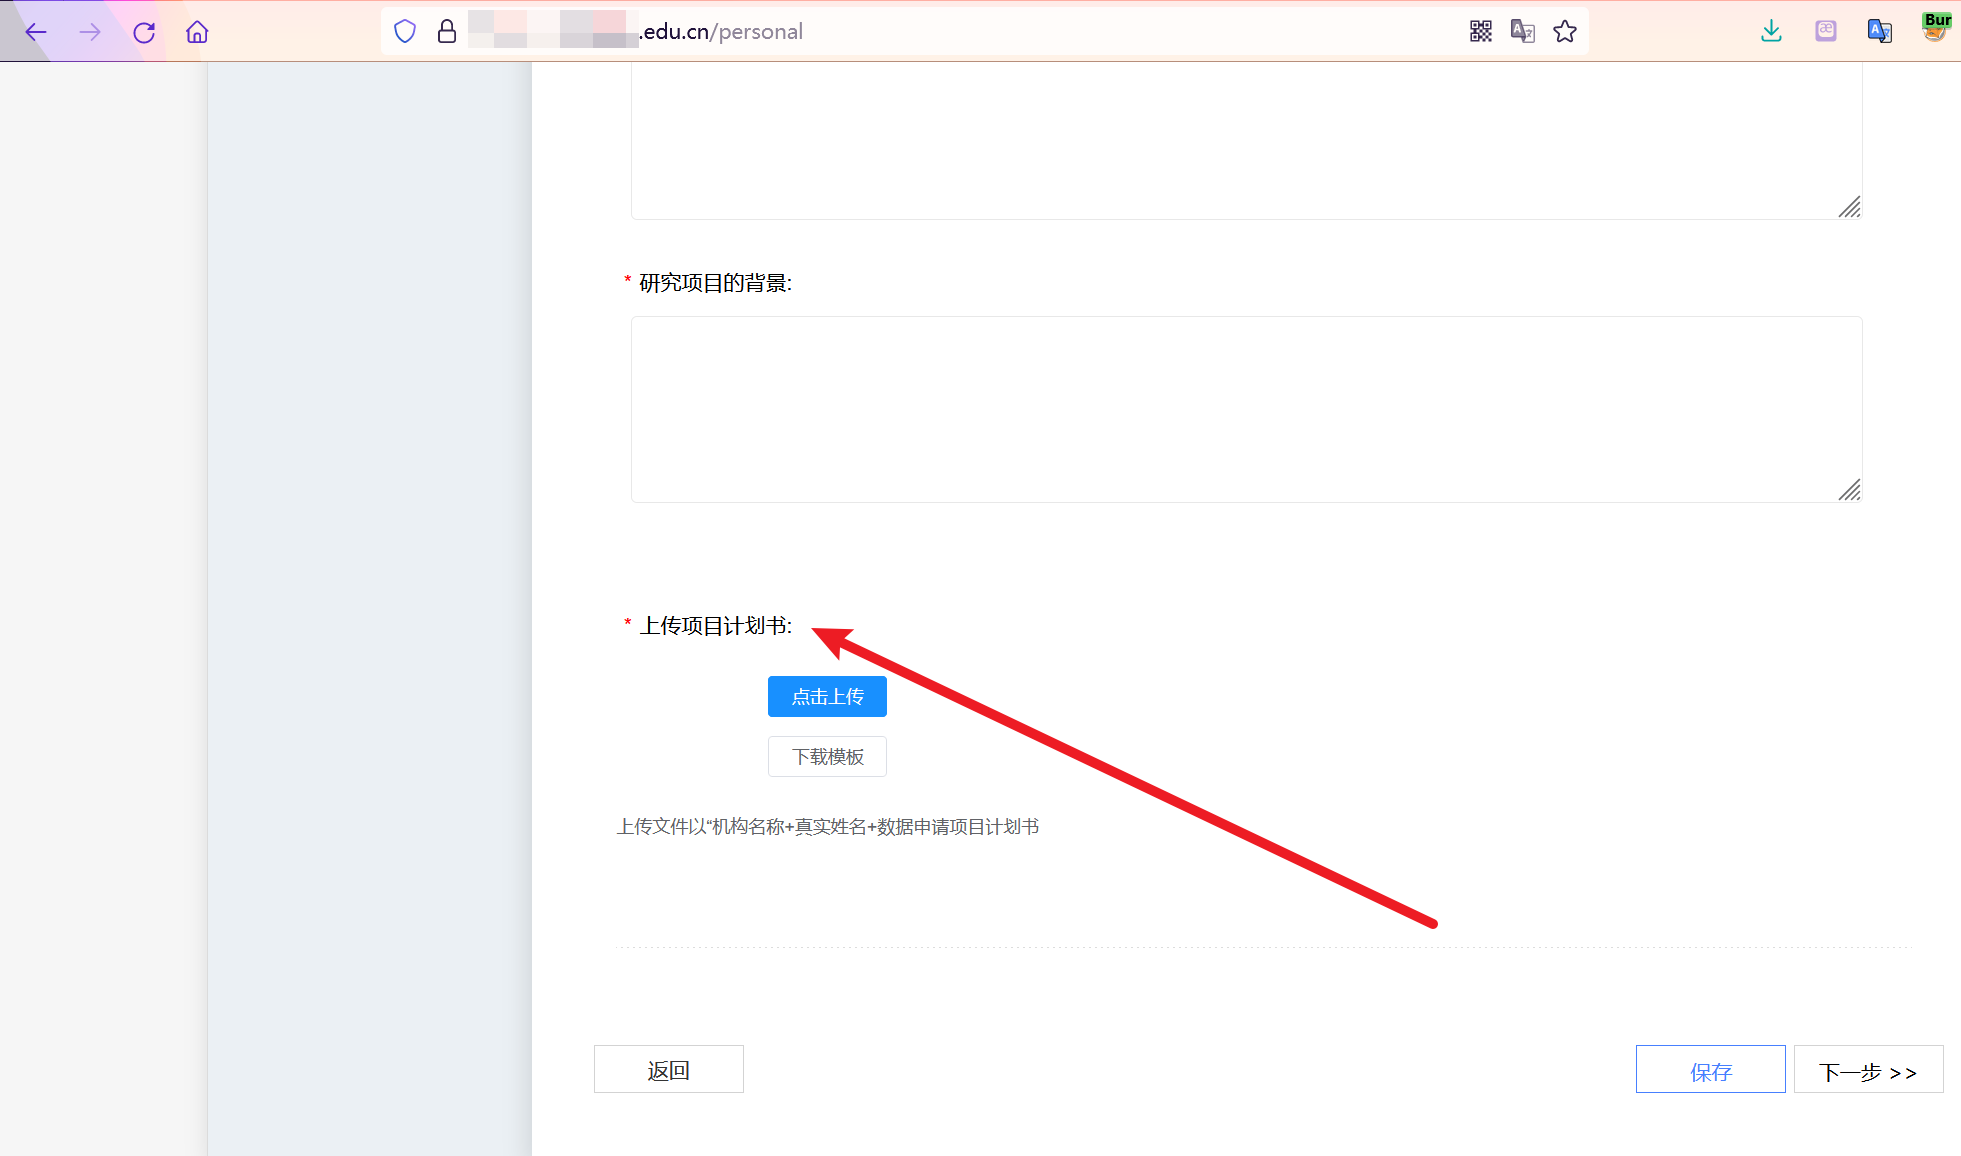 .edu.cn/personal
Bur
* 研究项目的背景:
* 上传项目计划书:
点击上传
下载模板
上传文件以“机构名称+真实姓名+数据申请项目计划书
返回
保存
下一步 >>